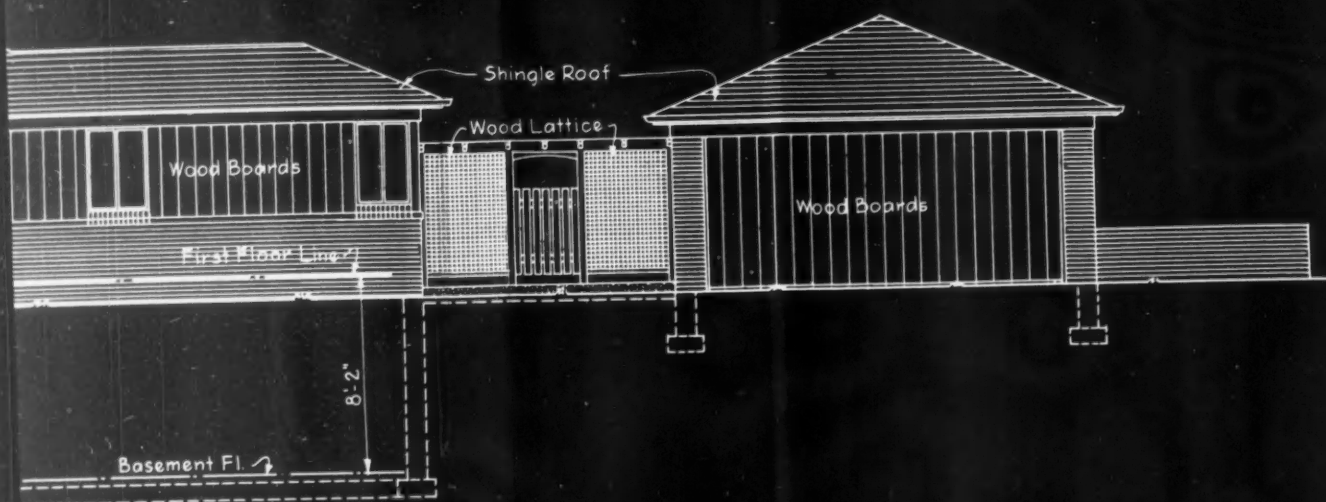 Shingle Roof
Wood Lattice
Wood Boards
Wood Boards
First Floor Line
8'-2"
Basement Fl.